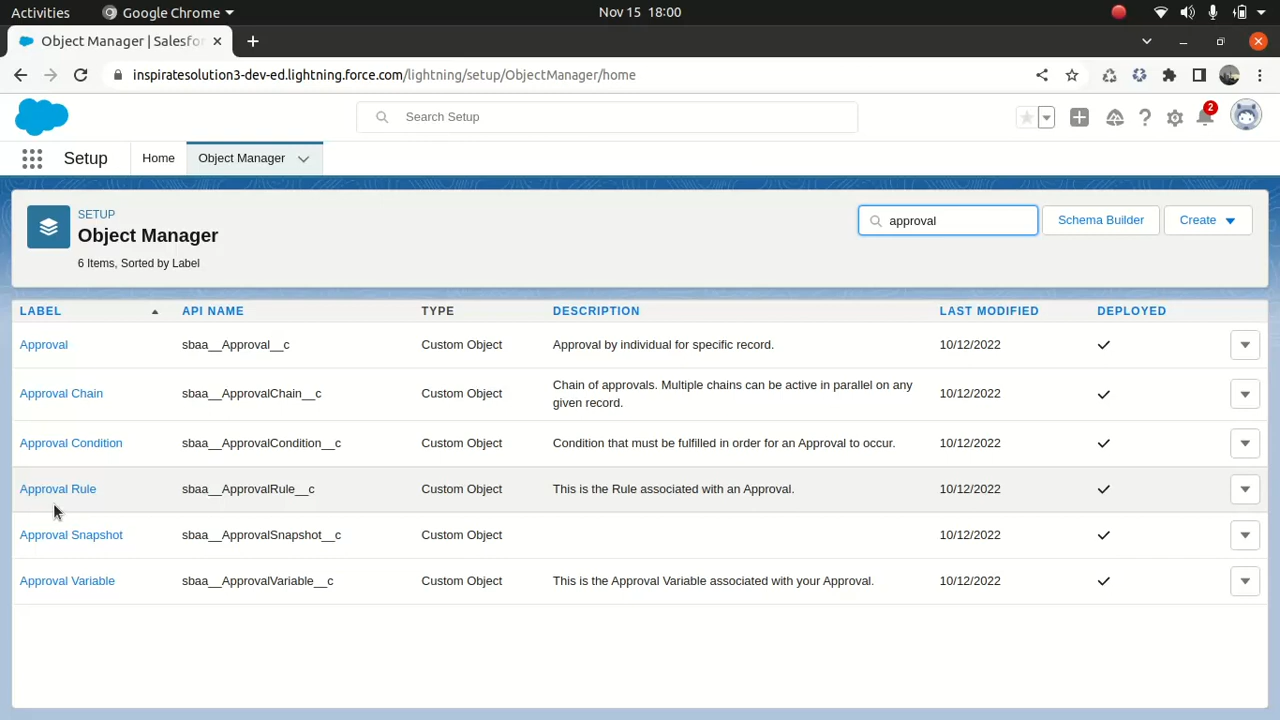 Activities
Google Chrome
Nov 15 18:00
Object Manager | Salesfor
inspiratesolution3-dev-ed.lightning.force.com/lightning/setup/ObjectManager/home
Search Setup
2
Setup
Home
Object Manager
SETUP
Object Manager
6 Items, Sorted by Label
approval
Schema Builder
Create
LABEL API NAME TYPE DESCRIPTION LAST MODIFIED DEPLOYED
Approval sbaa__Approval__c Custom Object Approval by individual for specific record. 10/12/2022
Approval Chain sbaa__ApprovalChain__c Custom Object Chain of approvals. Multiple chains can be active in parallel on any 10/12/2022
given record.
Approval Condition sbaa__ApprovalCondition__c Custom Object Condition that must be fulfilled in order for an Approval to occur. 10/12/2022
Approval Rule sbaa__ApprovalRule__c Custom Object This is the Rule associated with an Approval. 10/12/2022
Approval Snapshot sbaa__ApprovalSnapshot__c Custom Object 10/12/2022
Approval Variable sbaa__ApprovalVariable__c Custom Object This is the Approval Variable associated with your Approval. 10/12/2022